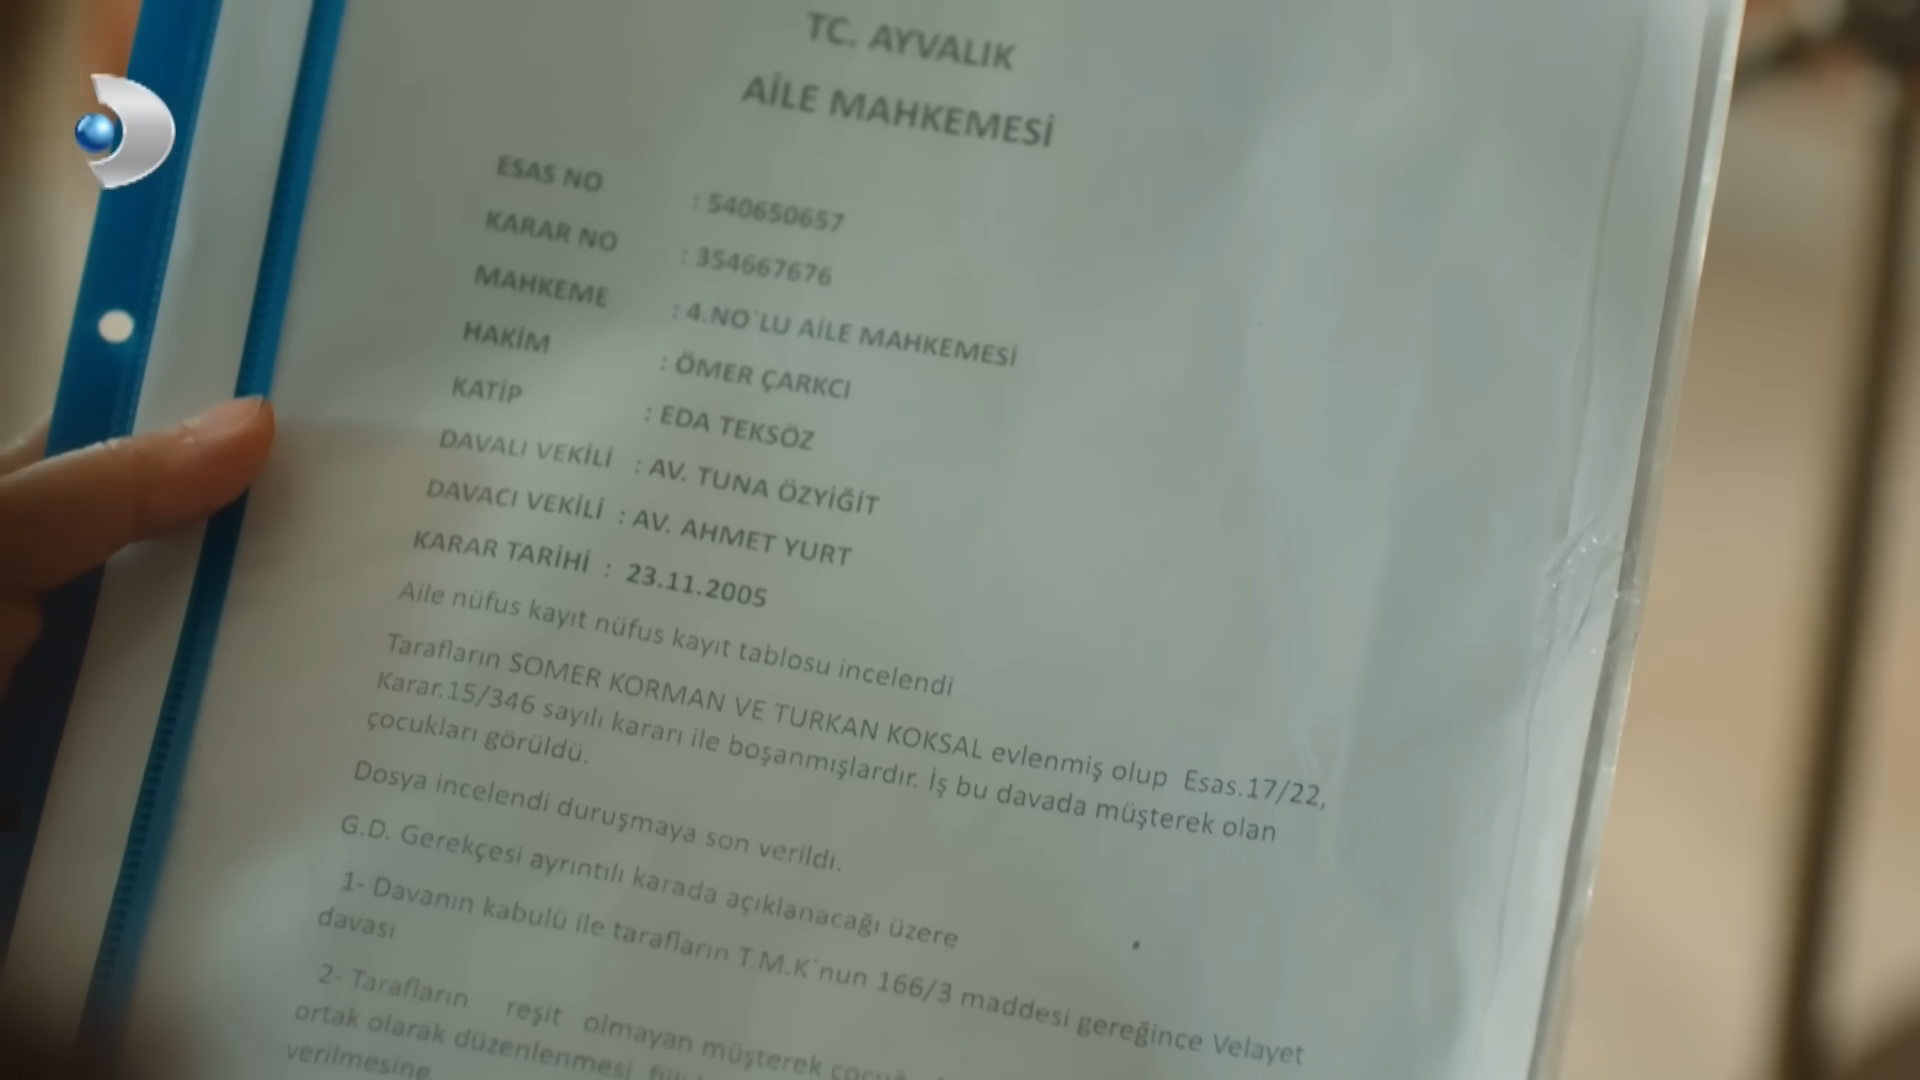 TC. AYVALIK
AİLE MAHKEMESİ
ESAS NO : 540650657
KARAR NO : 354667676
MAHKEME : 4.NO`LU AİLE MAHKEMESİ
HAKİM : ÖMER ÇARKCI
KATİP : EDA TEKSÖZ
DAVALI VEKİLİ : AV. TUNA ÖZYİĞİT
DAVACI VEKİLİ : AV. AHMET YURT
KARAR TARİHİ : 23.11.2005
Aile nüfus kayıt nüfus kayıt tablosu incelendi
Tarafların SOMER KORMAN VE TURKAN KOKSAL evlenmiş olup Esas.17/22,
Karar.15/346 sayılı kararı ile boşanmışlardır. İş bu davada müşterek olan
çocukları görüldü.
Dosya incelendi duruşmaya son verildi.
G.D. Gerekçesi ayrıntılı karada açıklanacağı üzere
1- Davanın kabulü ile tarafların T.M.K`nun 166/3 maddesi gereğince Velayet
davası
2- Tarafların reşit olmayan müşterek
ortak olarak düzenlenmesi
verilmesine